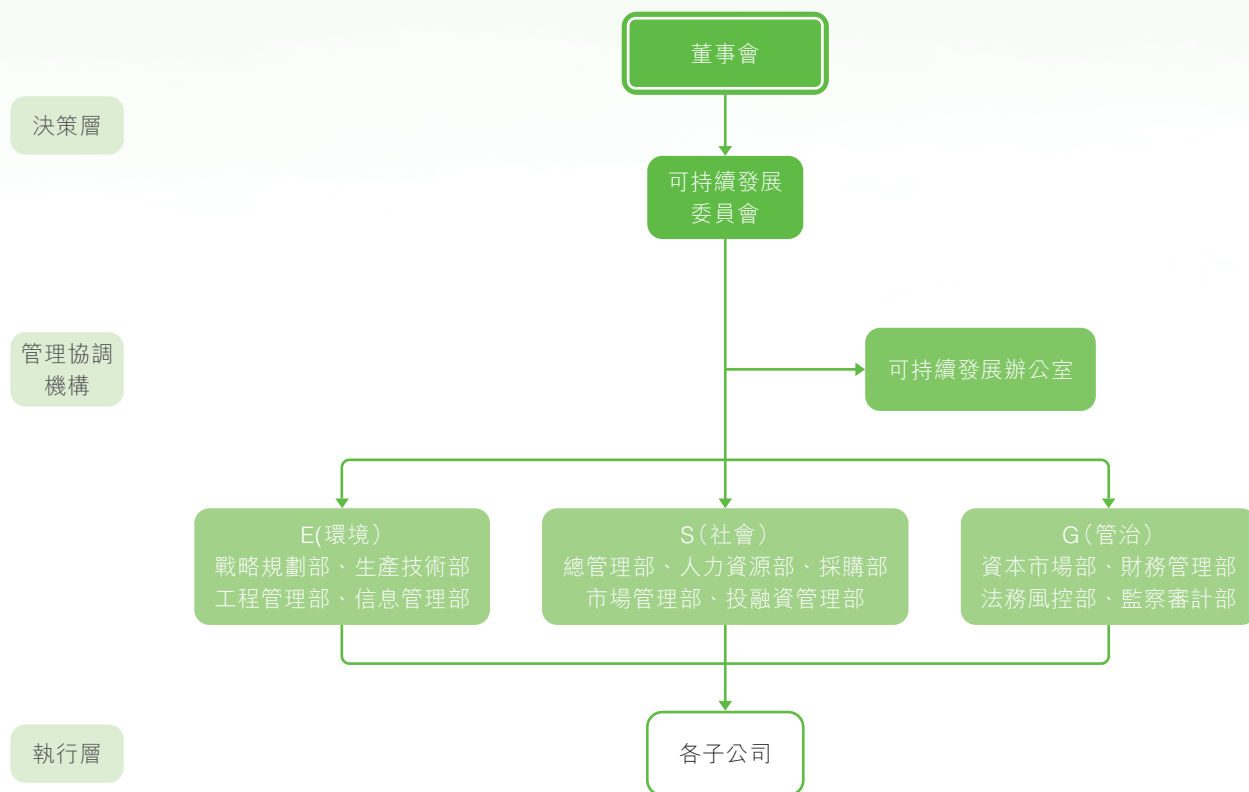 董事會
決策層
可持續發展
委員會
管理協調
機構
可持續發展辦公室
E(環境）
戰略規劃部、生產技術部
工程管理部、信息管理部
S（社會）
總管理部、人力資源部、採購部
市場管理部、投融資管理部
G（管治）
資本市場部、財務管理部
法務風控部、監察審計部
執行層
各子公司